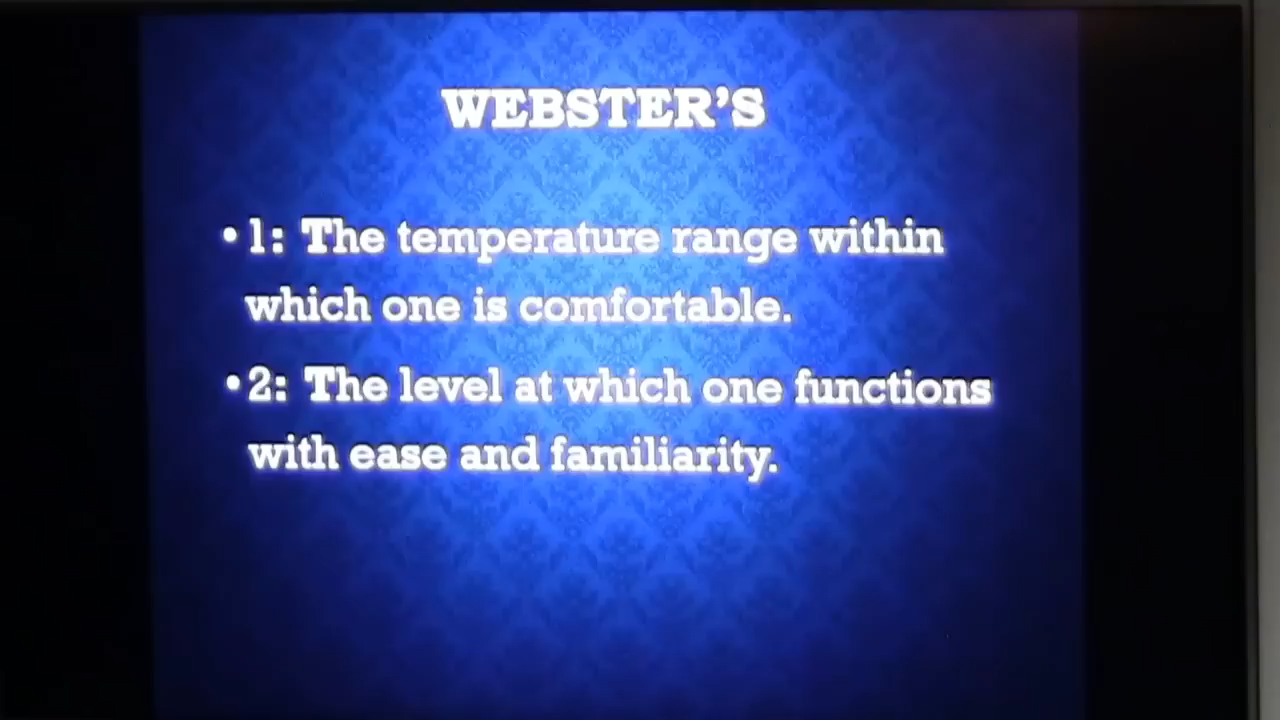 WEBSTER'S
• 1: The temperature range within
which one is comfortable.
• 2: The level at which one functions
with ease and familiarity.